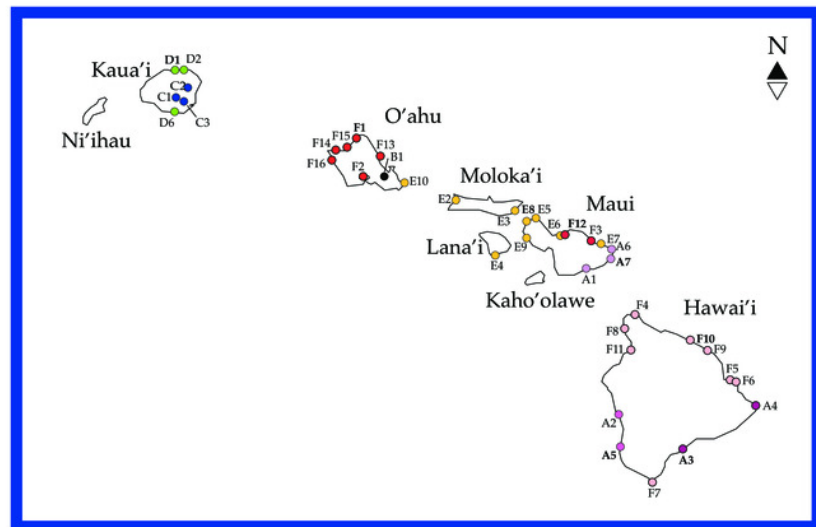 N
D1 D2
Kaua'i
C2
C1
D6
C3
Ni'ihau
O'ahu
F1
F15
F14
F13
F16
B1
F2
E10
Moloka'i
E2
E3
Maui
E8 E5
E6 F12
F3
E7
A6
E9
A7
A1
Lana'i
E4
Kaho'olawe
Hawai'i
F4
F8
F10
F9
F11
F5
F6
A4
A2
A5
A3
F7